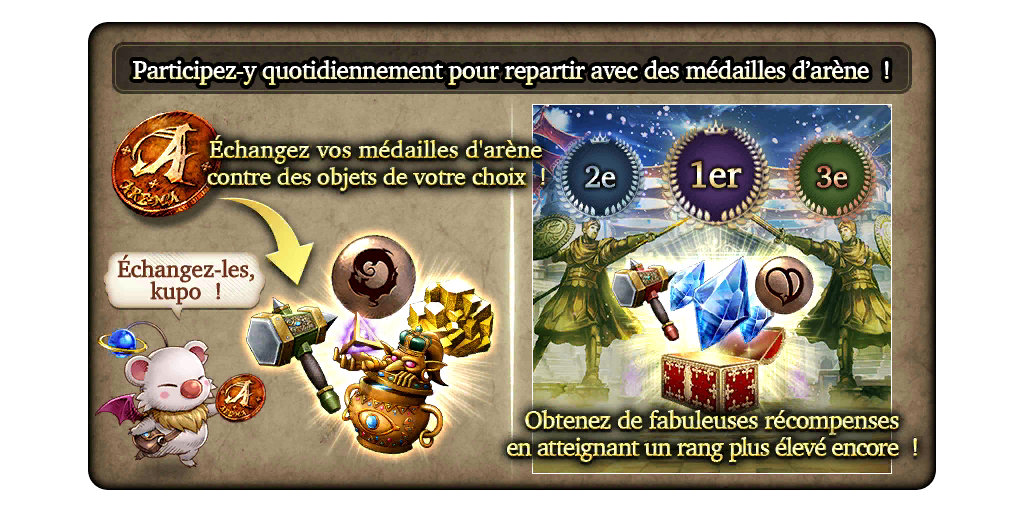 Participez-y quotidiennement pour repartir avec des médailles d’arène !
Échangez vos médailles d'arène
contre des objets de votre choix !
A
ARENA
Échangez-les,
kupo !
A
2e
1er
3e
Obtenez de fabuleuses récompenses
en atteignant un rang plus élevé encore !